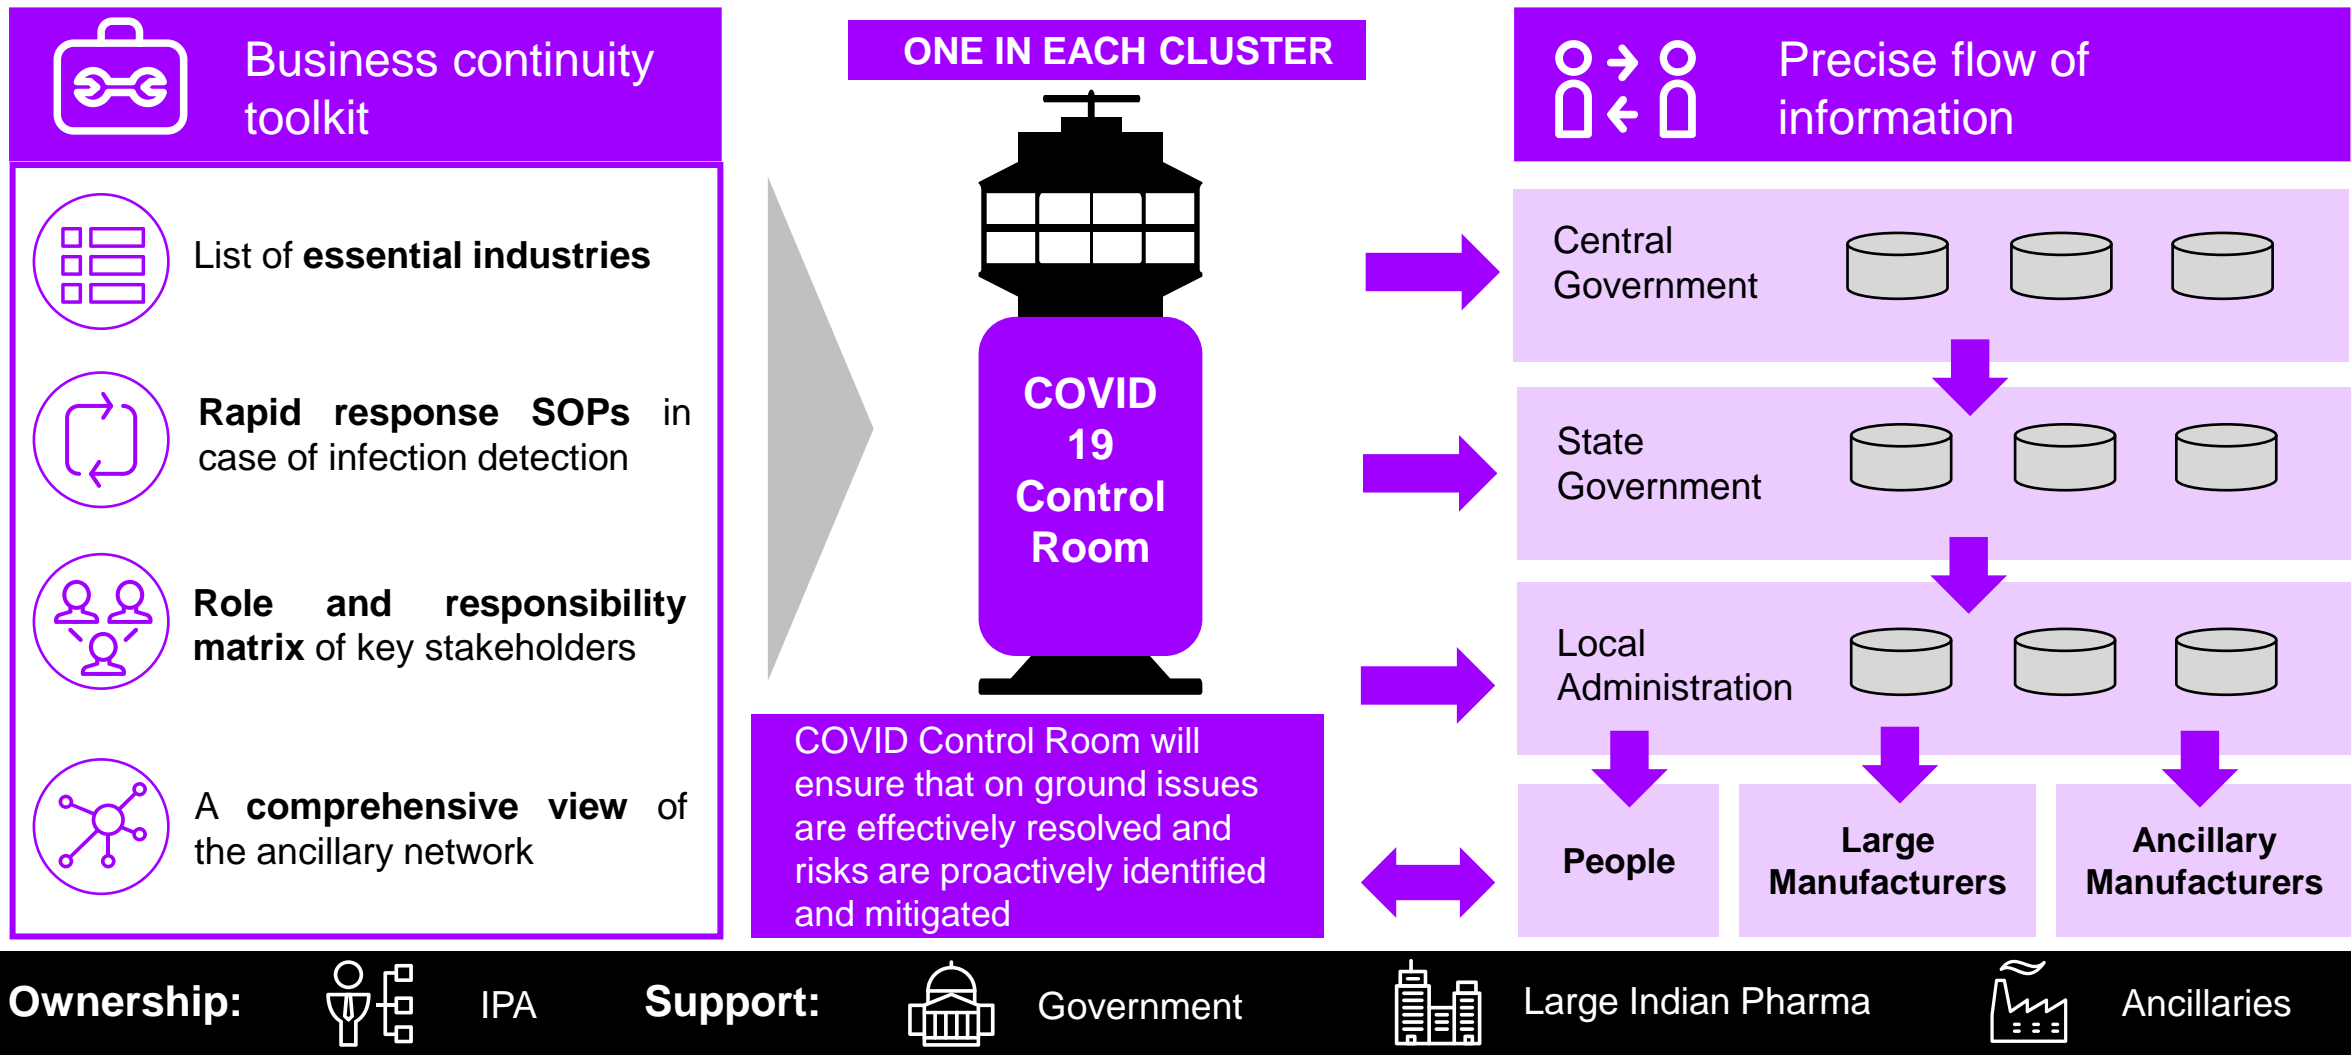 Business continuity
toolkit
List of essential industries
Rapid response SOPs in
case of infection detection
Role and responsibility
matrix of key stakeholders
A comprehensive view of
the ancillary network
ONE IN EACH CLUSTER
COVID
19
Control
Room
COVID Control Room will
ensure that on ground issues
are effectively resolved and
risks are proactively identified
and mitigated
Precise flow of
information
Central
Government
State
Government
Local
Administration
People
Large
Manufacturers
Ancillary
Manufacturers
Ownership:
IPA
Support:
Government
Large Indian Pharma
Ancillaries